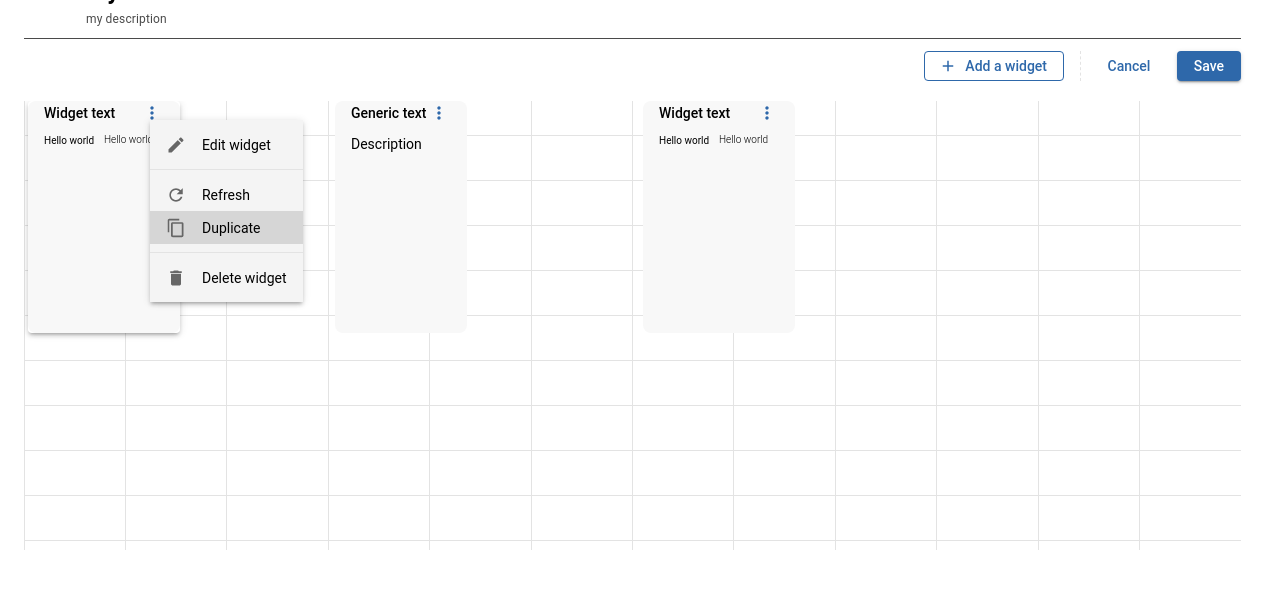 my description
Add a widget Cancel Save
Widget text
Hello world Hello world
Edit widget
Refresh
Duplicate
Delete widget
Generic text
Description
Widget text
Hello world Hello world